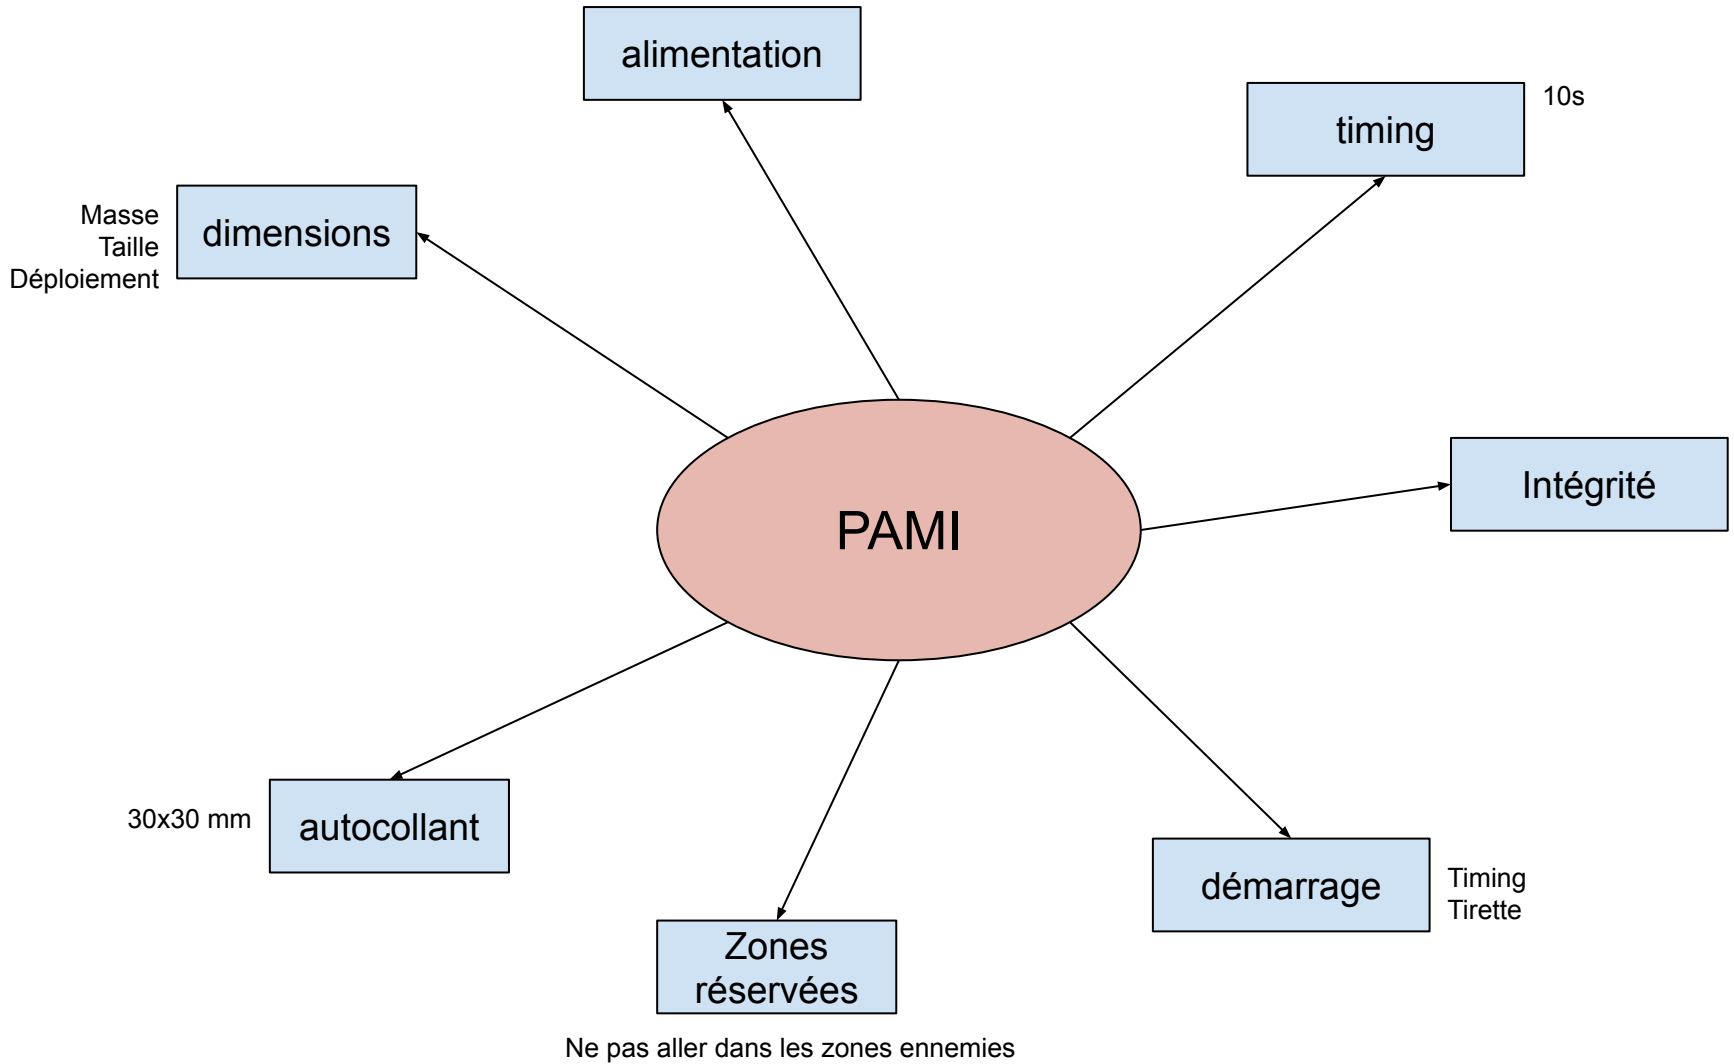 alimentation
timing
10s
Masse
Taille
Déploiement
dimensions
Intégrité
PAMI
30x30 mm
autocollant
démarrage
Timing
Tirette
Zones
réservées
Ne pas aller dans les zones ennemies